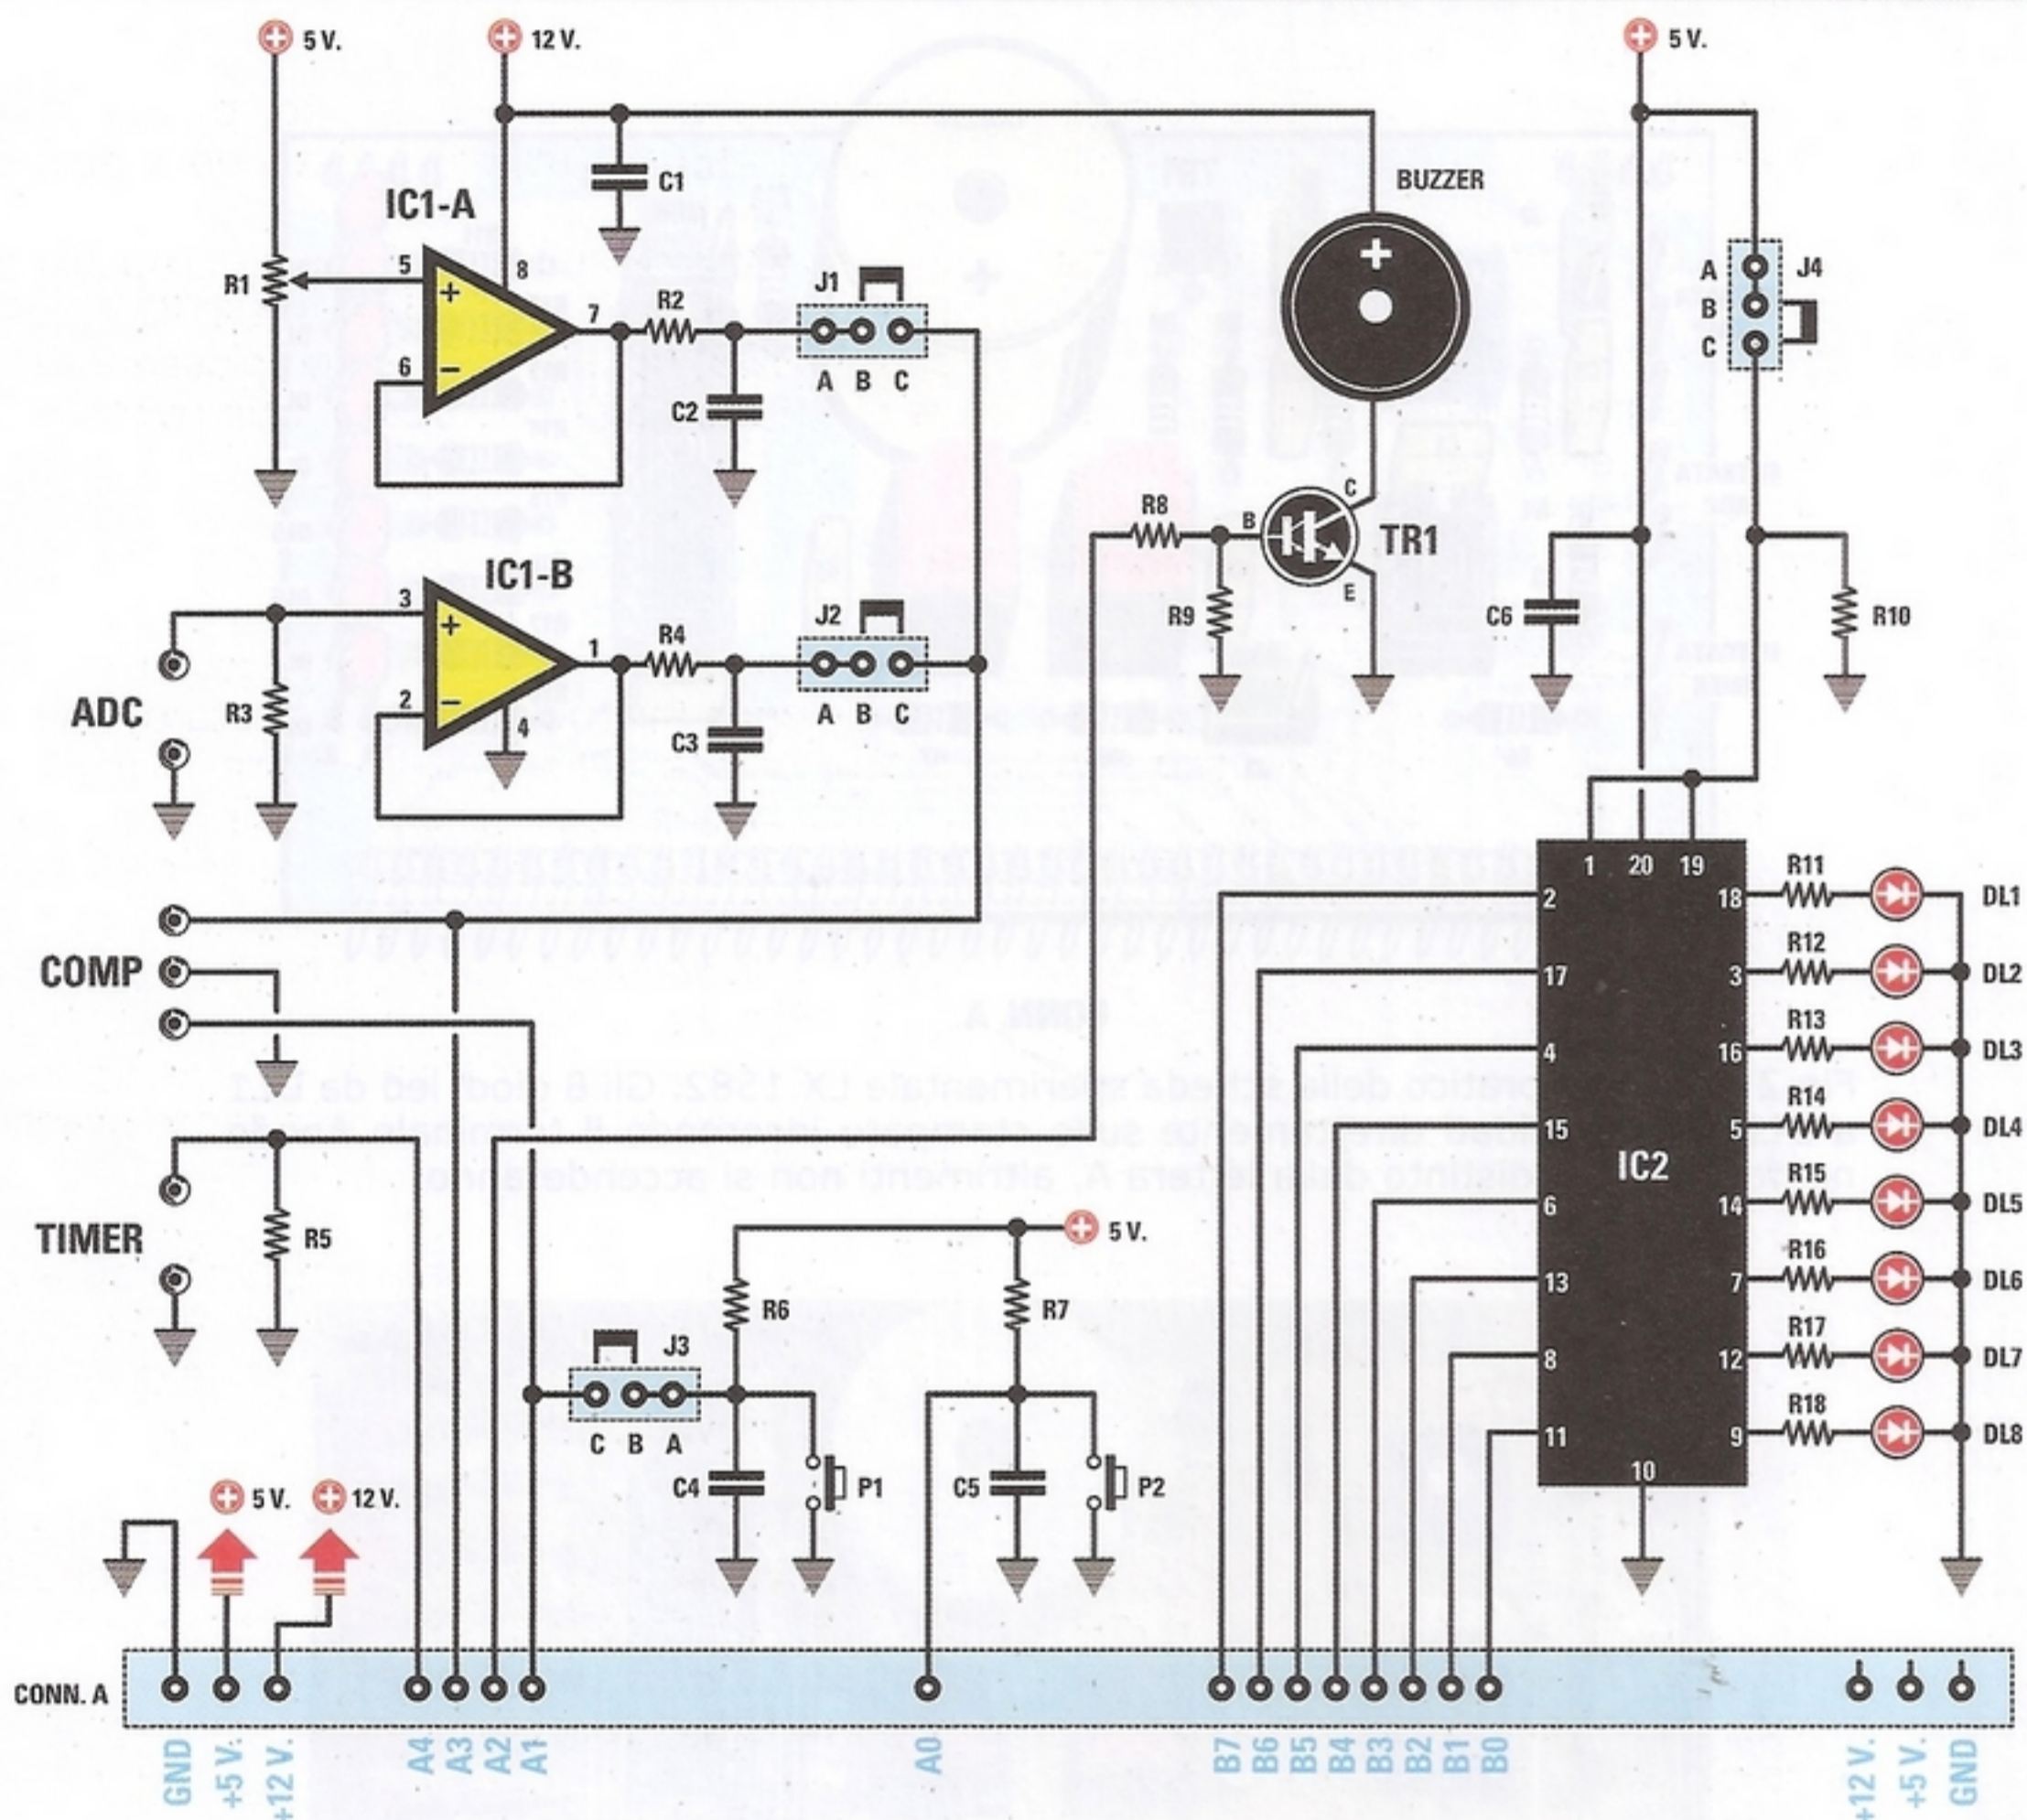 5 V.
12 V.
5 V.
C1
BUZZER
IC1-A
R1
5
8
+
7
6
−
R2
J1
A B C
C2
A
B
C
J4
IC1-B
3
+
1
2
−
4
R4
J2
A B C
C3
ADC
R3
R8
B
C
E
TR1
R9
C6
R10
COMP
TIMER
R5
5 V.
R6
R7
J3
C B A
C4
P1
C5
P2
1 20 19
2
17
4
15
6
13
8
11
IC2
10
18
3
16
5
14
7
12
9
R11
DL1
R12
DL2
R13
DL3
R14
DL4
R15
DL5
R16
DL6
R17
DL7
R18
DL8
5 V.
12 V.
CONN. A
GND
+5 V.
+12 V.
A4
A3
A2
A1
A0
B7
B6
B5
B4
B3
B2
B1
B0
+12 V.
+5 V.
GND